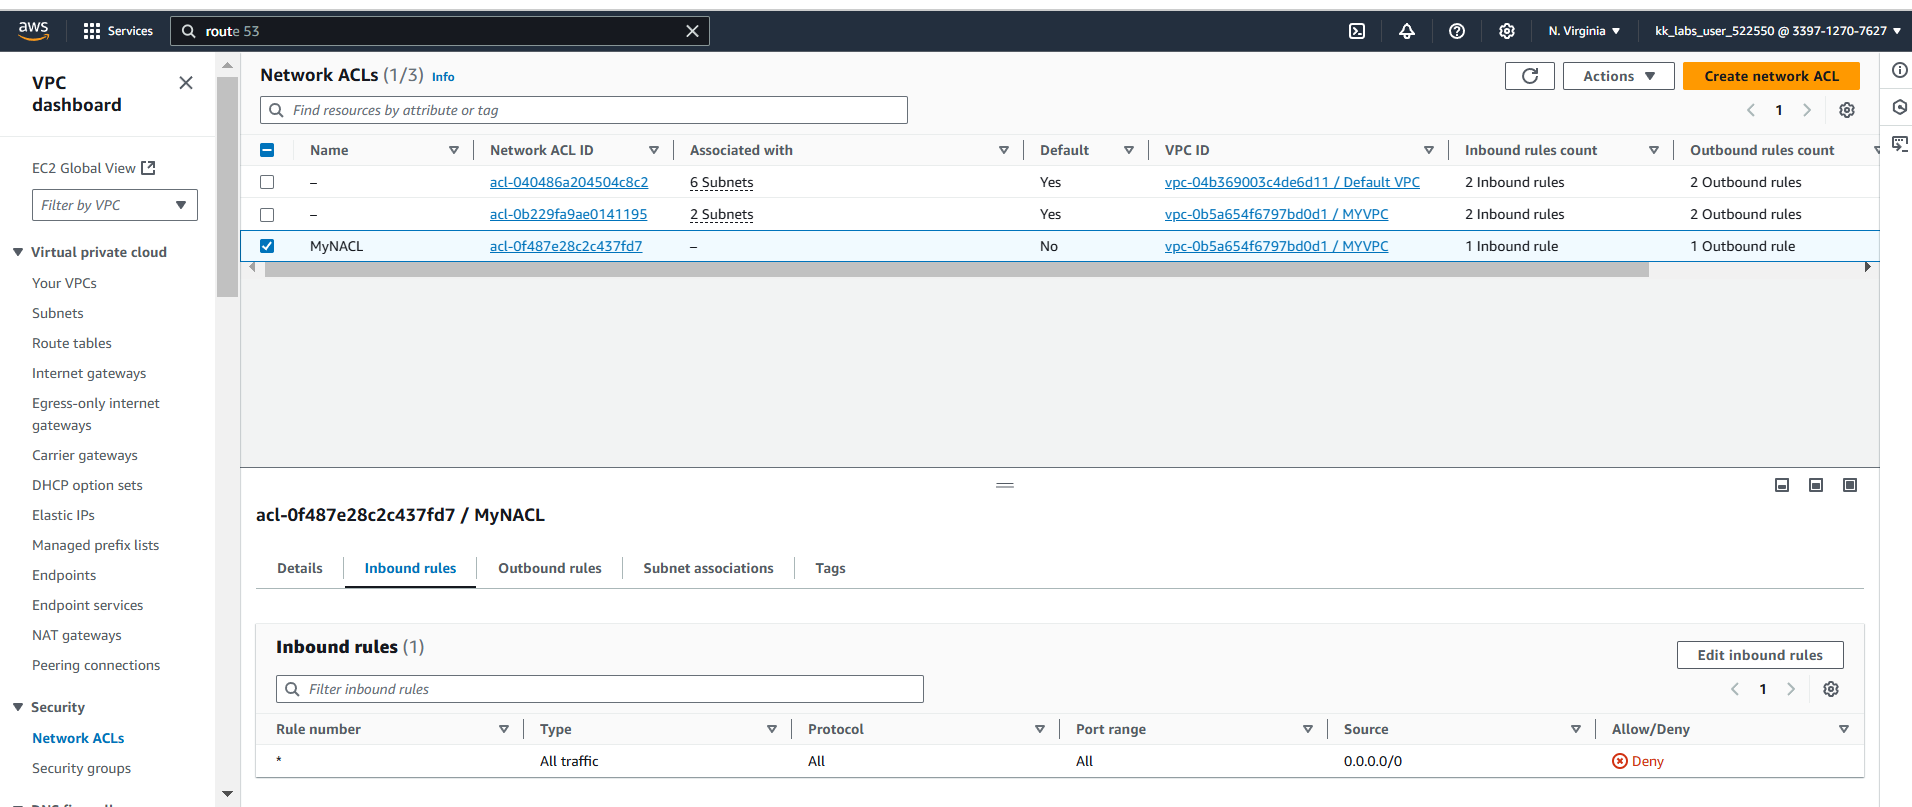 aws
Services
route 53
N. Virginia
kk_labs_user_522550 @ 3397-1270-7627
VPC
dashboard
EC2 Global View
Filter by VPC
Virtual private cloud
Your VPCs
Subnets
Route tables
Internet gateways
Egress-only internet
gateways
Carrier gateways
DHCP option sets
Elastic IPs
Managed prefix lists
Endpoints
Endpoint services
NAT gateways
Peering connections
Security
Network ACLs
Security groups
Network ACLs (1/3) Info
Actions
Create network ACL
Find resources by attribute or tag
1
Name Network ACL ID Associated with Default VPC ID Inbound rules count Outbound rules count
– acl-040486a204504c8c2 6 Subnets Yes vpc-04b369003c4de6d11 / Default VPC 2 Inbound rules 2 Outbound rules
– acl-0b229fa9ae0141195 2 Subnets Yes vpc-0b5a654f6797bd0d1 / MYVPC 2 Inbound rules 2 Outbound rules
MyNACL acl-0f487e28c2c437fd7 – No vpc-0b5a654f6797bd0d1 / MYVPC 1 Inbound rule 1 Outbound rule
acl-0f487e28c2c437fd7 / MyNACL
Details Inbound rules Outbound rules Subnet associations Tags
Inbound rules (1)
Edit inbound rules
Filter inbound rules
1
Rule number Type Protocol Port range Source Allow/Deny
* All traffic All All 0.0.0.0/0 Deny